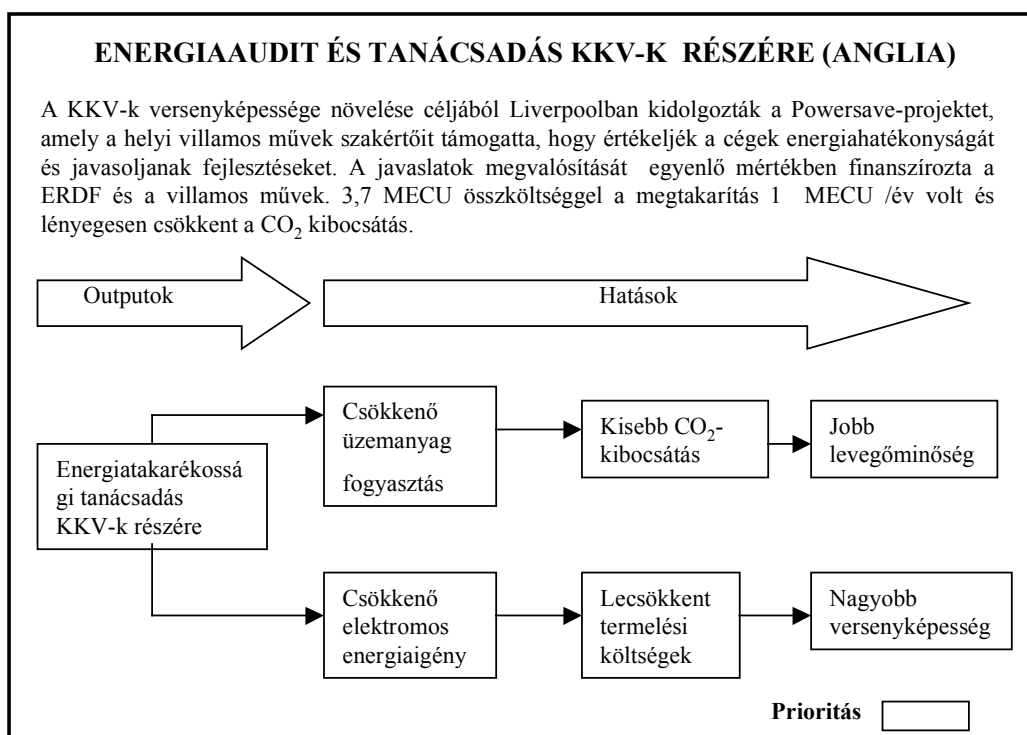 ENERGIAAUDIT ÉS TANÁCSADÁS KKV-K RÉSZÉRE (ANGLIA)
A KKV-k versenyképessége növelése céljából Liverpoolban kidolgozták a Powersave-projektet,
amely a helyi villamos művek szakértőit támogatta, hogy értékeljék a cégek energiahatékonyságát
és javasoljanak fejlesztéseket. A javaslatok megvalósítását egyenlő mértékben finanszírozta a
ERDF és a villamos művek. 3,7 MECU összköltséggel a megtakarítás 1 MECU /év volt és
lényegesen csökkent a CO₂ kibocsátás.
Outputok
Hatások
Energiatakarékossá
gi tanácsadás
KKV-k részére
Csökkenő
üzemanyag
fogyasztás
Kisebb CO₂-
kibocsátás
Jobb
levegőminőség
Csökkenő
elektromos
energiaigény
Lecsökkent
termelési
költségek
Nagyobb
versenyképesség
Prioritás